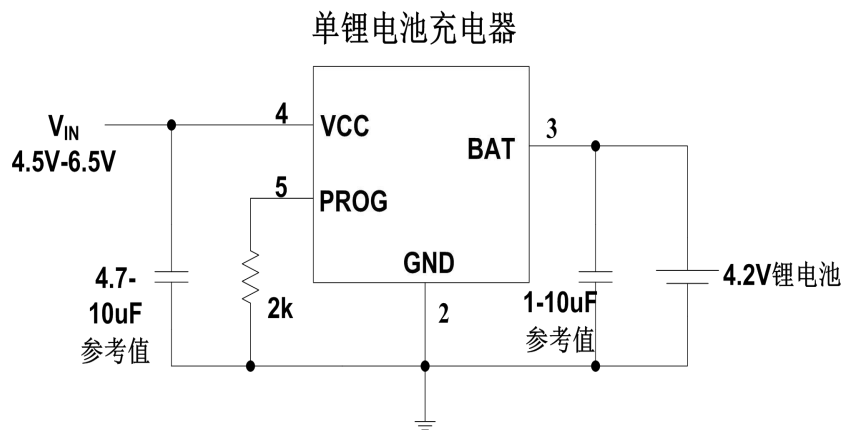 单锂电池充电器
V_IN
4.5V-6.5V
4
VCC
5
PROG
BAT
3
GND
2
4.7-
10uF
参考值
2k
1-10uF
参考值
4.2V锂电池